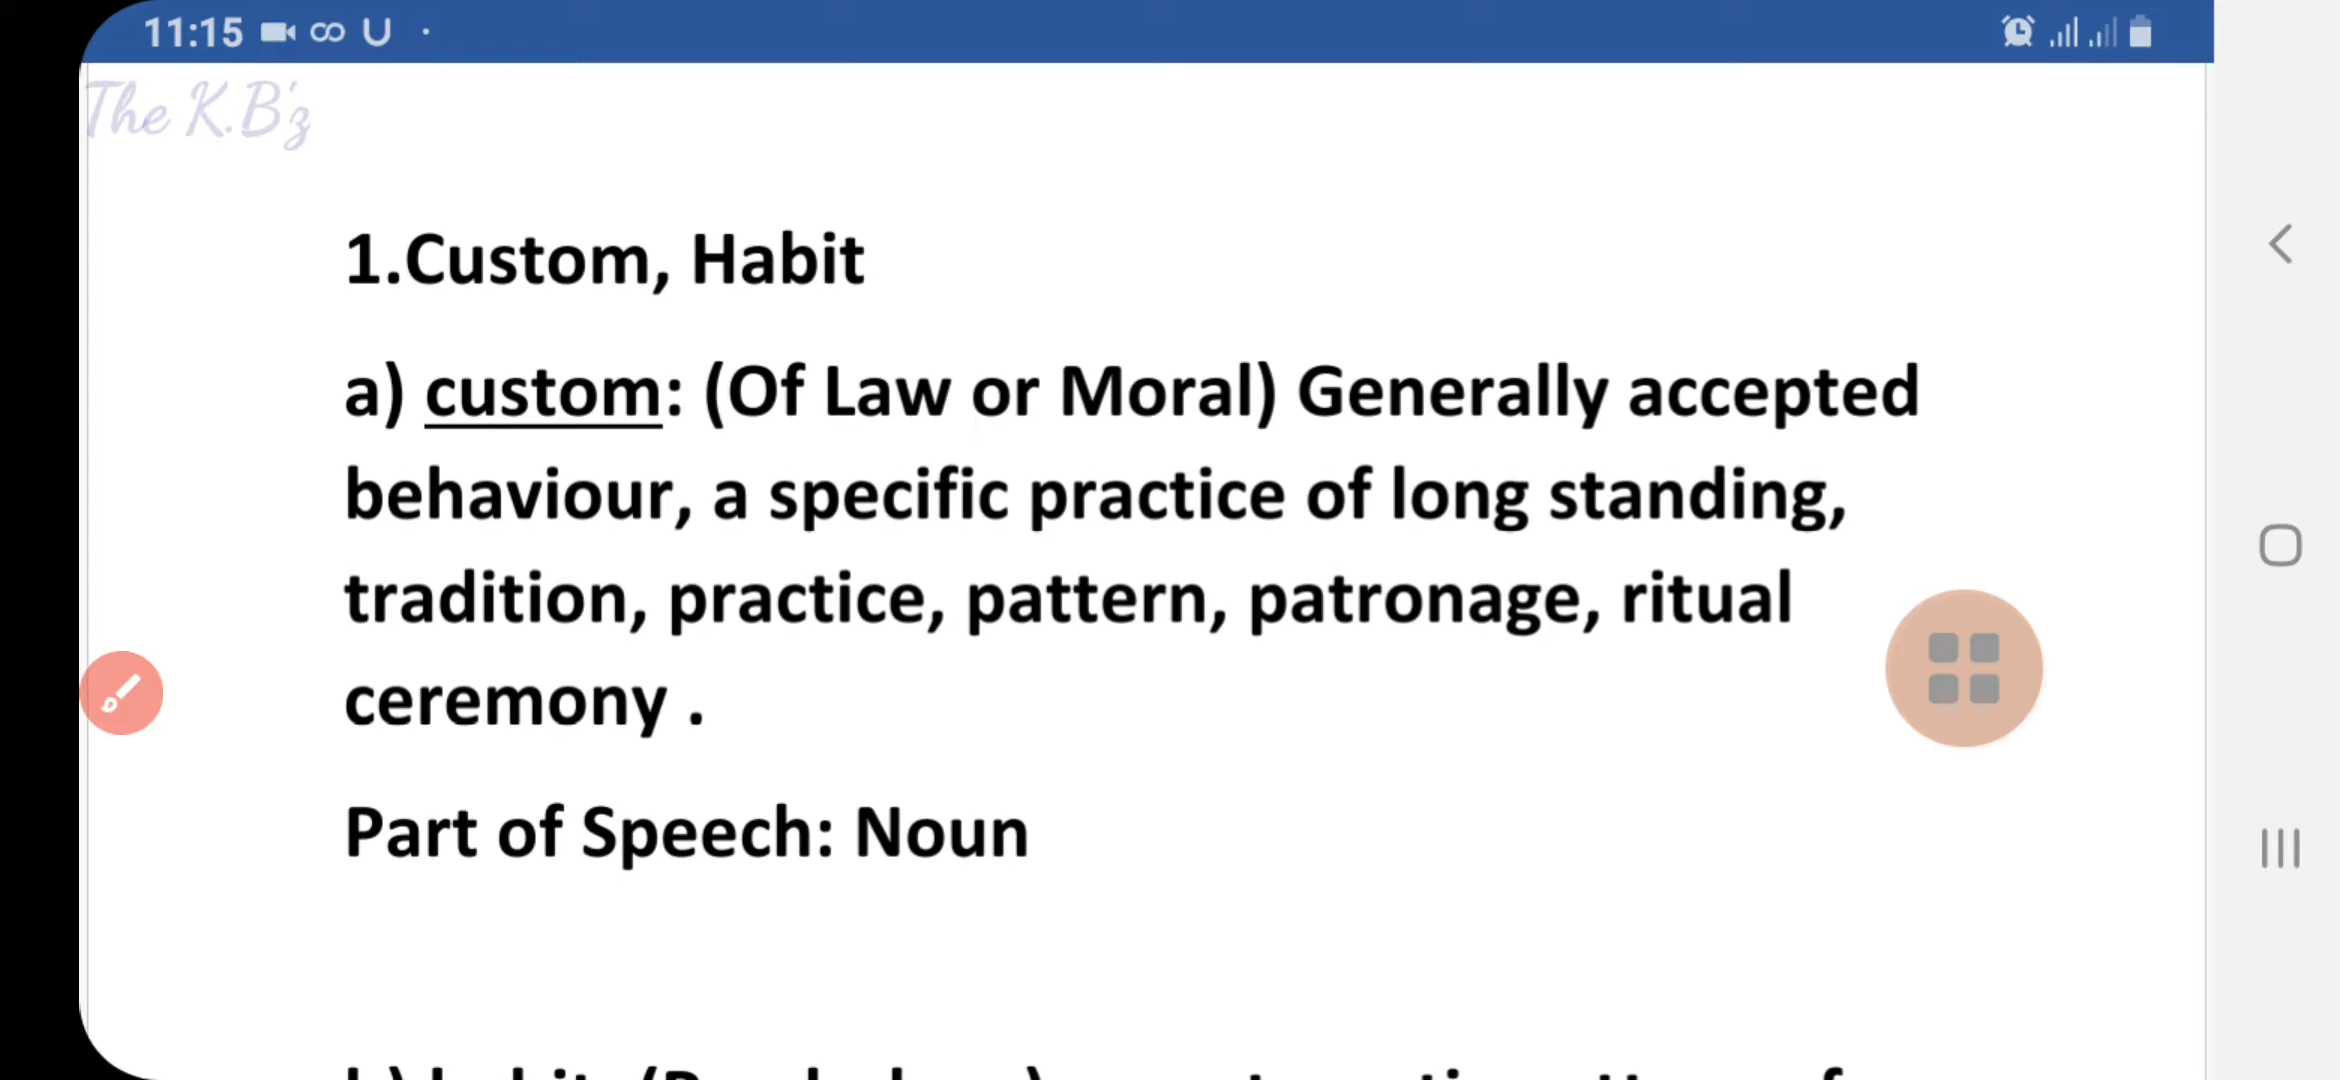 11:15
The K.B'z
1.Custom, Habit
a) custom: (Of Law or Moral) Generally accepted
behaviour, a specific practice of long standing,
tradition, practice, pattern, patronage, ritual
ceremony .
Part of Speech: Noun